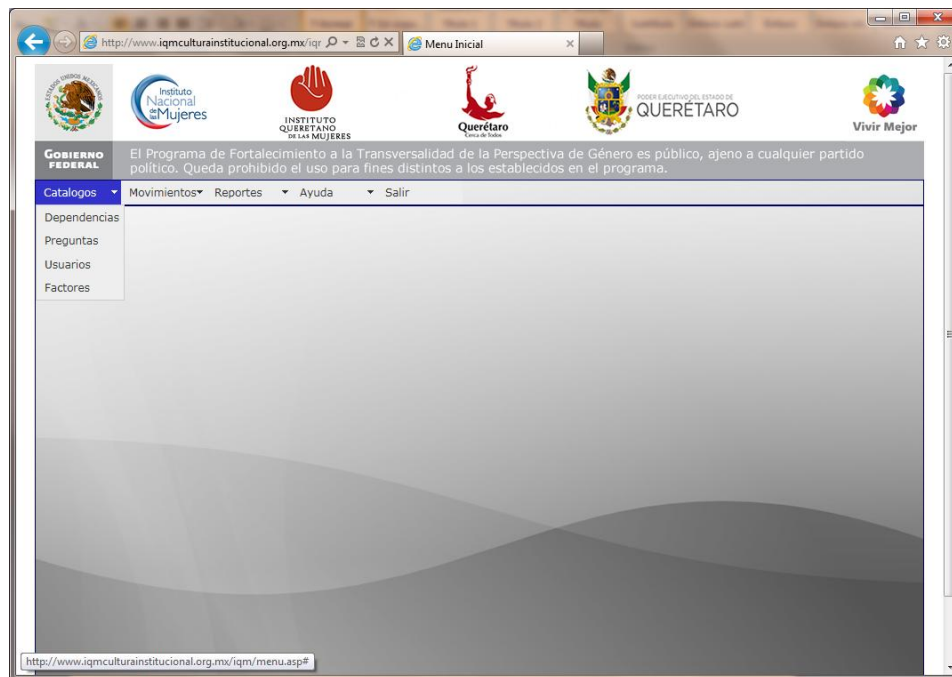 http://www.iqmculturainstitucional.org.mx/iqr
Menu Inicial
ESTADOS UNIDOS MEXICANOS
Instituto
Nacional
de las Mujeres
INSTITUTO
QUERETANO
DE LAS MUJERES
Querétaro
Cerca de Todos
PODER EJECUTIVO DEL ESTADO DE
QUERÉTARO
Vivir Mejor
GOBIERNO
FEDERAL
El Programa de Fortalecimiento a la Transversalidad de la Perspectiva de Género es público, ajeno a cualquier partido
político. Queda prohibido el uso para fines distintos a los establecidos en el programa.
Catalogos Movimientos Reportes Ayuda Salir
Dependencias
Preguntas
Usuarios
Factores
http://www.iqmculturainstitucional.org.mx/iqm/menu.asp#